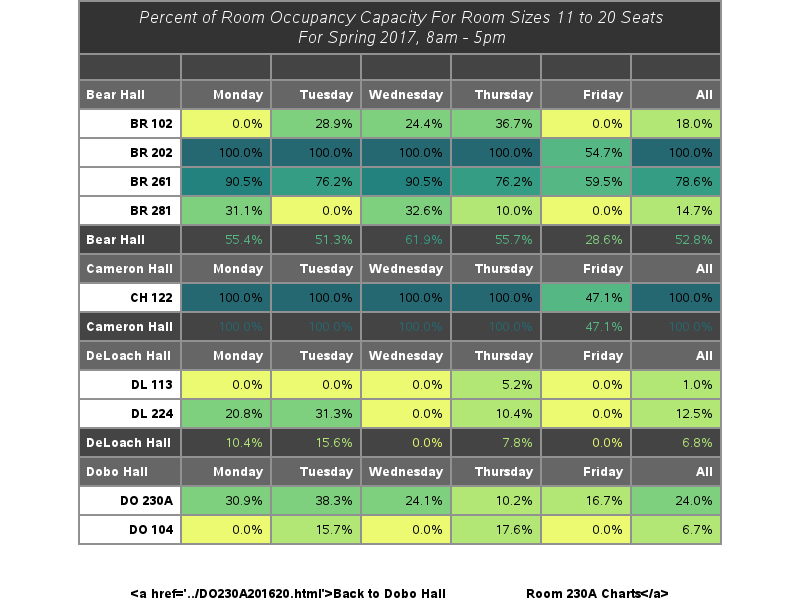 Percent of Room Occupancy Capacity For Room Sizes 11 to 20 Seats
For Spring 2017, 8am - 5pm
Bear Hall Monday Tuesday Wednesday Thursday Friday All
BR 102 0.0% 28.9% 24.4% 36.7% 0.0% 18.0%
BR 202 100.0% 100.0% 100.0% 100.0% 54.7% 100.0%
BR 261 90.5% 76.2% 90.5% 76.2% 59.5% 78.6%
BR 281 31.1% 0.0% 32.6% 10.0% 0.0% 14.7%
Bear Hall 55.4% 51.3% 61.9% 55.7% 28.6% 52.8%
Cameron Hall Monday Tuesday Wednesday Thursday Friday All
CH 122 100.0% 100.0% 100.0% 100.0% 47.1% 100.0%
Cameron Hall 100.0% 100.0% 100.0% 100.0% 47.1% 100.0%
DeLoach Hall Monday Tuesday Wednesday Thursday Friday All
DL 113 0.0% 0.0% 0.0% 5.2% 0.0% 1.0%
DL 224 20.8% 31.3% 0.0% 10.4% 0.0% 12.5%
DeLoach Hall 10.4% 15.6% 0.0% 7.8% 0.0% 6.8%
Dobo Hall Monday Tuesday Wednesday Thursday Friday All
DO 230A 30.9% 38.3% 24.1% 10.2% 16.7% 24.0%
DO 104 0.0% 15.7% 0.0% 17.6% 0.0% 6.7%
<a href='../DO230A201620.html'>Back to Dobo Hall Room 230A Charts</a>